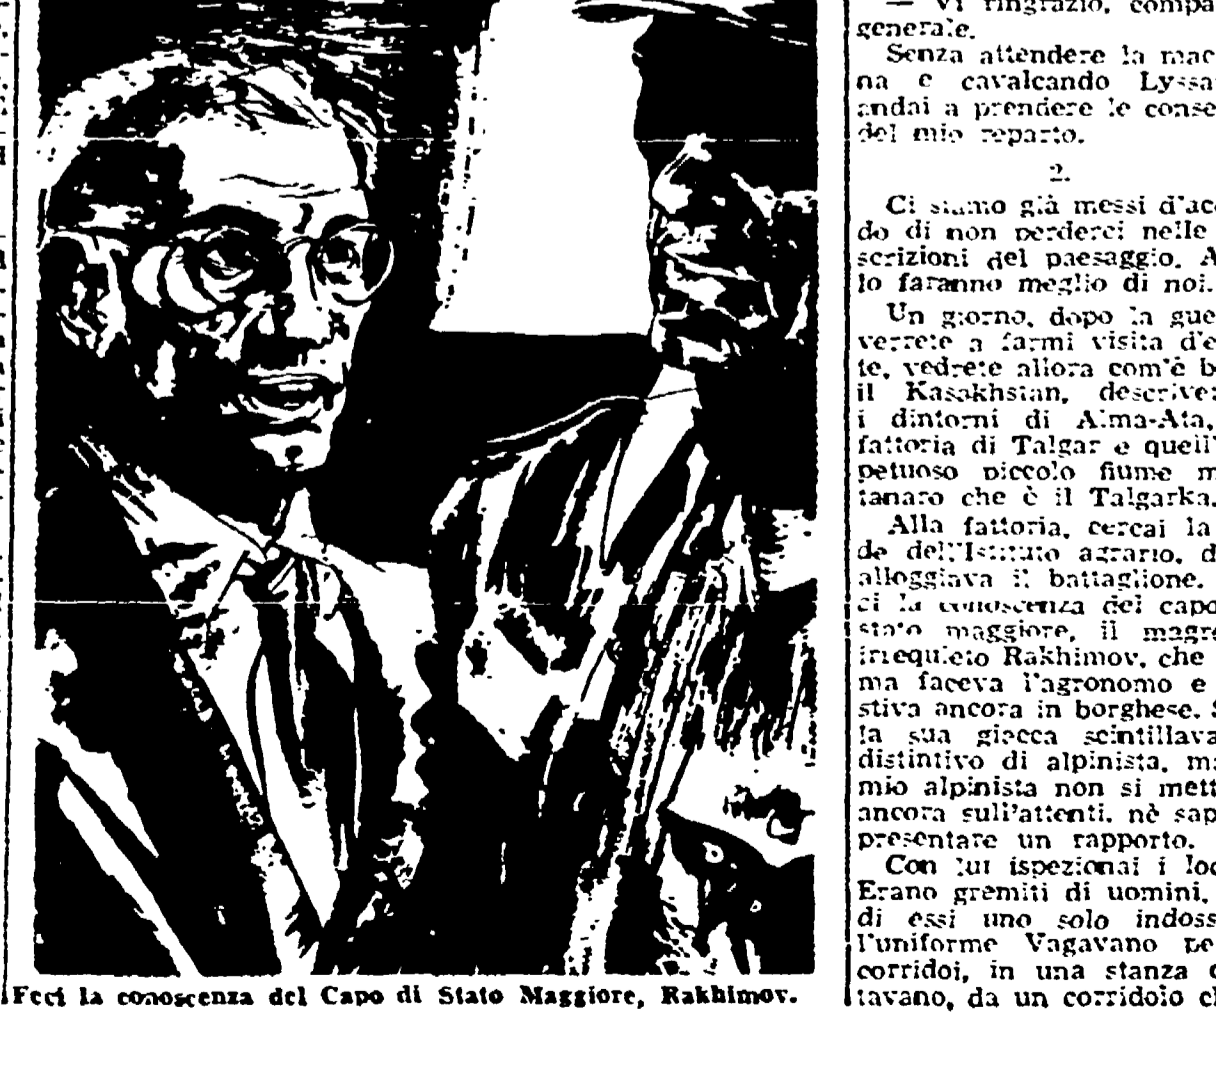 Feci la conoscenza del Capo di Stato Maggiore, Rakhimov.
— Vi ringrazio, compa
generale.
Senza attendere la mac
na e cavalcando Lyssa
andai a prendere le conse
del mio reparto.
2.
Ci siamo già messi d'acc
do di non perderci nelle
scrizioni del paesaggio. A
lo faranno meglio di noi.
Un giorno, dopo la gue
verrete a farmi visita d'e
te, vedrete allora com'è b
il Kasakhstan, descrive
i dintorni di Alma-Ata,
fattoria di Talgar e quell'
petuoso piccolo fiume m
tanaro che è il Talgarka.
Alla fattoria, cercai la
de dell'Istituto agrario, d
alloggiava il battaglione.
ci la conoscenza del capo
stato maggiore, il magro
irrequieto Rakhimov, che
ma faceva l'agronomo e
stiva ancora in borghese. S
la sua giacca scintillava
distintivo di alpinista, ma
mio alpinista non si mett
ancora sull'attenti, nè sap
presentare un rapporto.
Con lui ispezionai i loc
Erano gremiti di uomini,
di essi uno solo indoss
l'uniforme Vagavano pe
corridoi, in una stanza c
tavano, da un corridoio ch